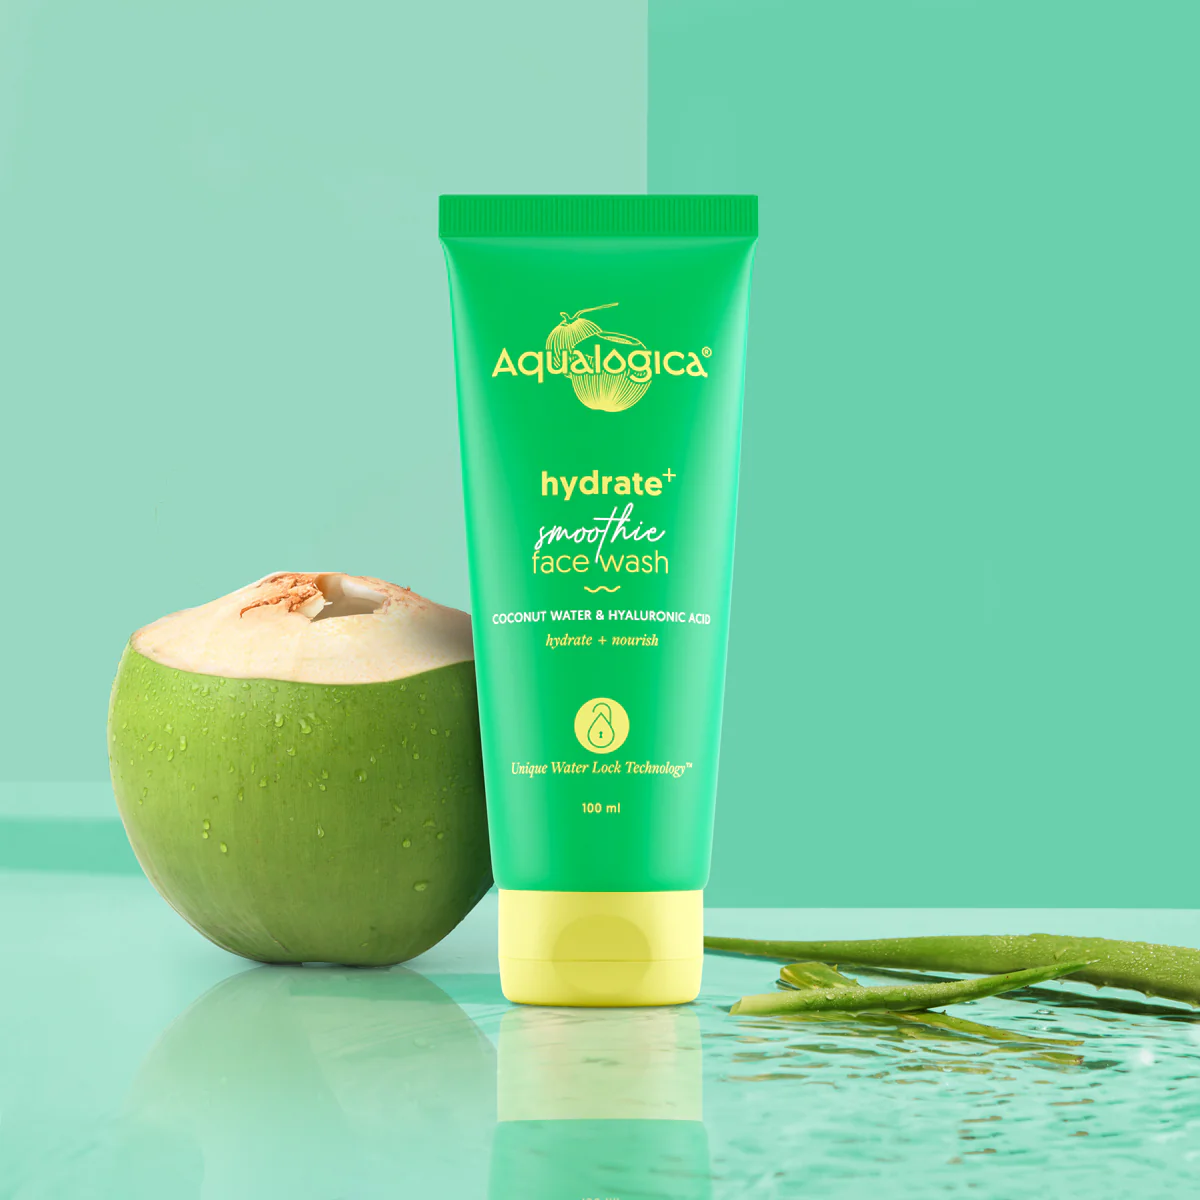 Aqualogica®
hydrate+
smoothie
face wash
COCONUT WATER & HYALURONIC ACID
hydrate + nourish
Unique Water Lock Technology™
100 ml